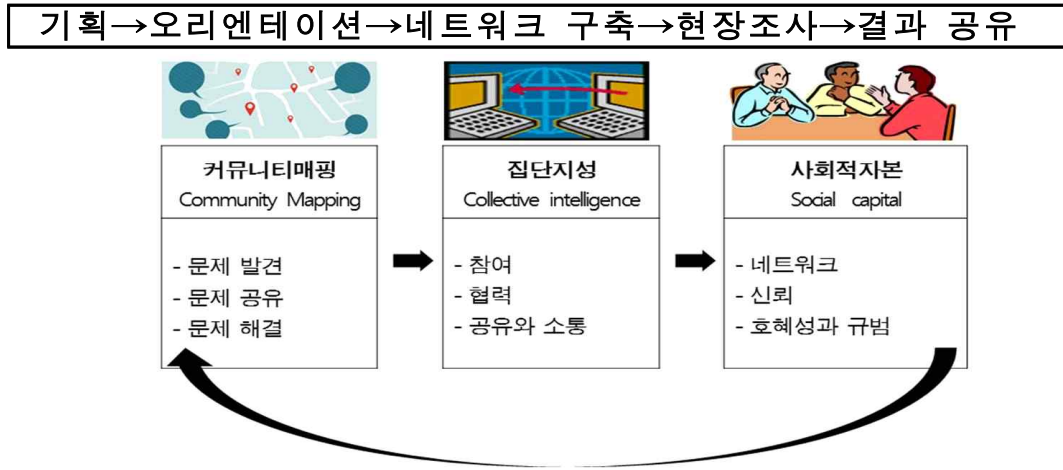 기획→오리엔테이션→네트워크 구축→현장조사→결과 공유
커뮤니티매핑
Community Mapping
- 문제 발견
- 문제 공유
- 문제 해결
집단지성
Collective intelligence
- 참여
- 협력
- 공유와 소통
사회적자본
Social capital
- 네트워크
- 신뢰
- 호혜성과 규범